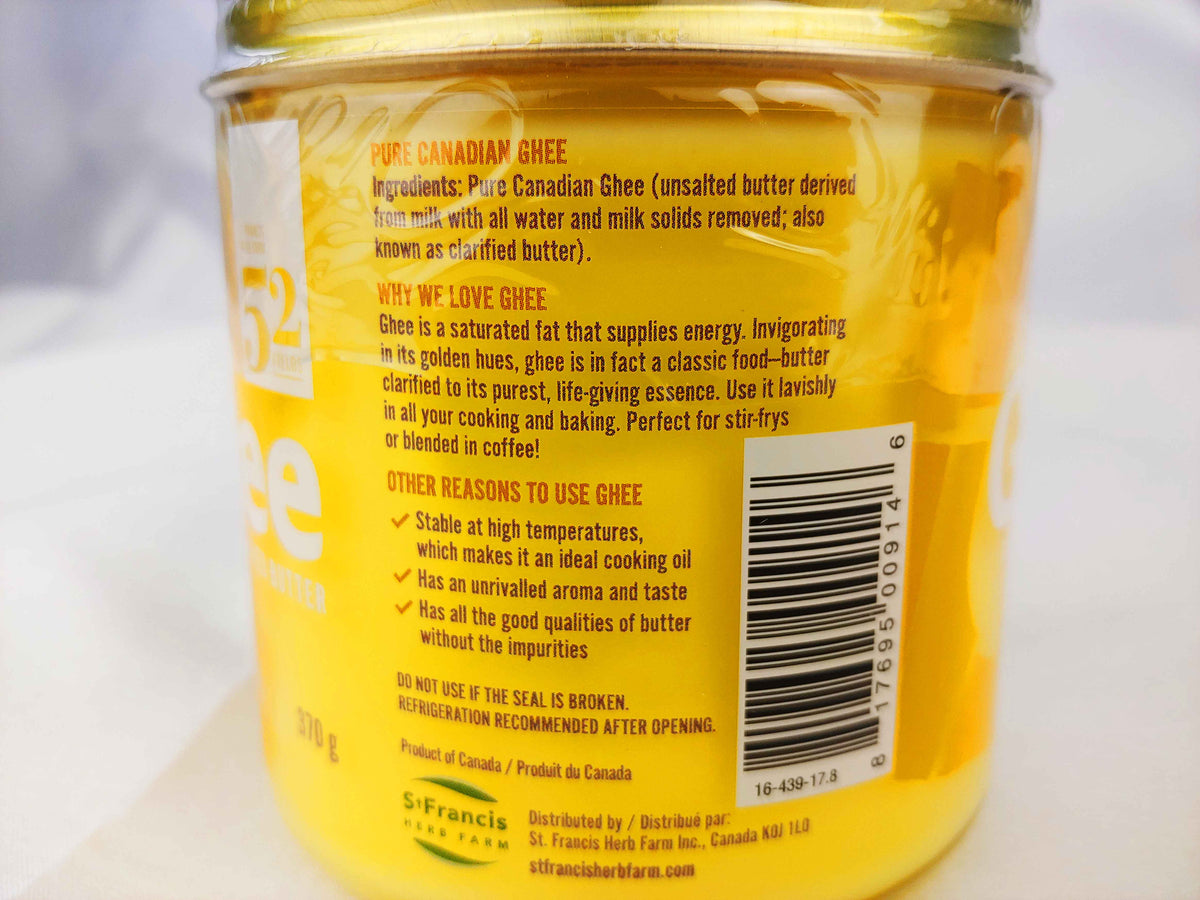 PURE CANADIAN GHEE
Ingredients: Pure Canadian Ghee (unsalted butter derived
from milk with all water and milk solids removed; also
known as clarified butter).
WHY WE LOVE GHEE
Ghee is a saturated fat that supplies energy. Invigorating
in its golden hues, ghee is in fact a classic food–butter
clarified to its purest, life-giving essence. Use it lavishly
in all your cooking and baking. Perfect for stir-frys
or blended in coffee!
OTHER REASONS TO USE GHEE
Stable at high temperatures,
which makes it an ideal cooking oil
Has an unrivalled aroma and taste
Has all the good qualities of butter
without the impurities
DO NOT USE IF THE SEAL IS BROKEN.
REFRIGERATION RECOMMENDED AFTER OPENING.
Product of Canada / Produit du Canada
St Francis
HERB FARM
Distributed by / Distribué par:
St. Francis Herb Farm Inc., Canada K0J 1L0
stfrancisherbfarm.com
8 17695 00914 6
16-439-17.8
52
ee
BUTTER
370 g